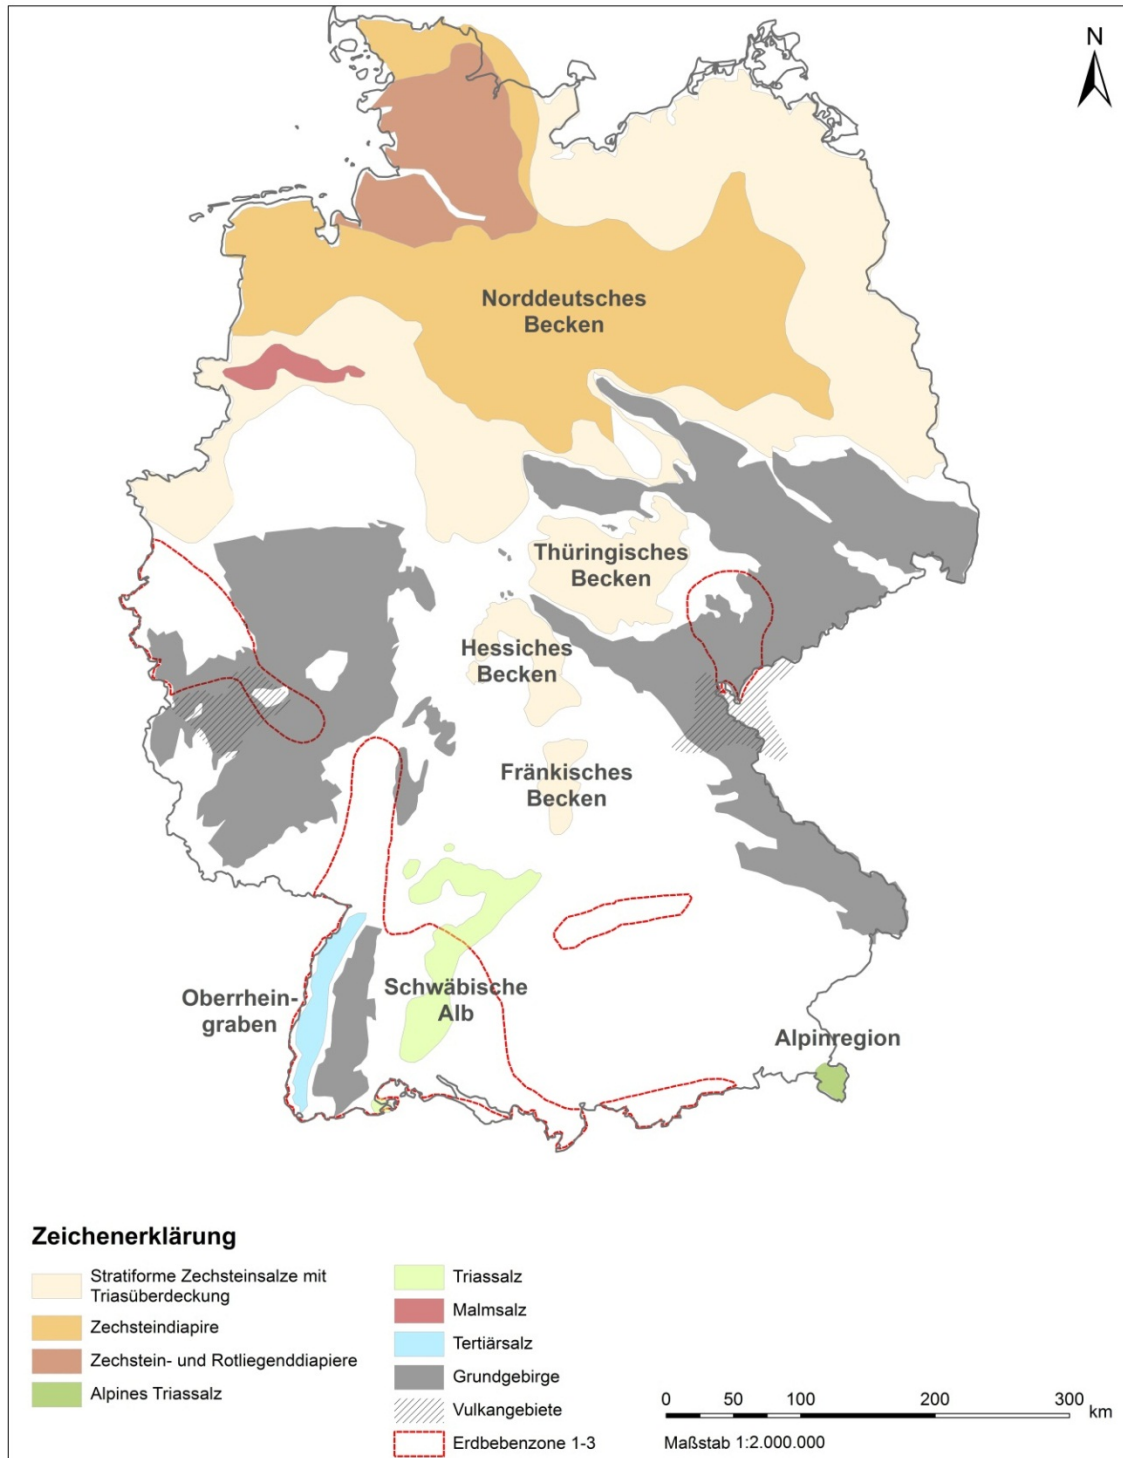 N
Norddeutsches
Becken
Thüringisches
Becken
Hessiches
Becken
Fränkisches
Becken
Schwäbische
Alb
Oberrhein-
graben
Alpinregion
Zeichenerklärung
Stratiforme Zechsteinsalze mit
Triasüberdeckung
Zechsteindiapire
Zechstein- und Rotliegenddiapiere
Alpines Triassalz
Triassalz
Malmsalz
Tertiärsalz
Grundgebirge
Vulkangebiete
Erdbebenzone 1-3
0 50 100 200 300
km
Maßstab 1:2.000.000